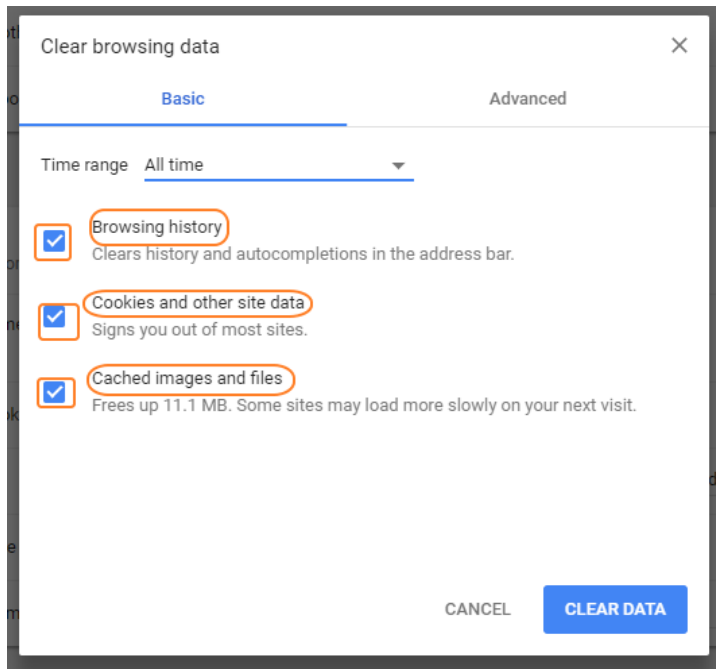 Clear browsing data
Basic Advanced
Time range All time
Browsing history
Clears history and autocompletions in the address bar.
Cookies and other site data
Signs you out of most sites.
Cached images and files
Frees up 11.1 MB. Some sites may load more slowly on your next visit.
CANCEL CLEAR DATA